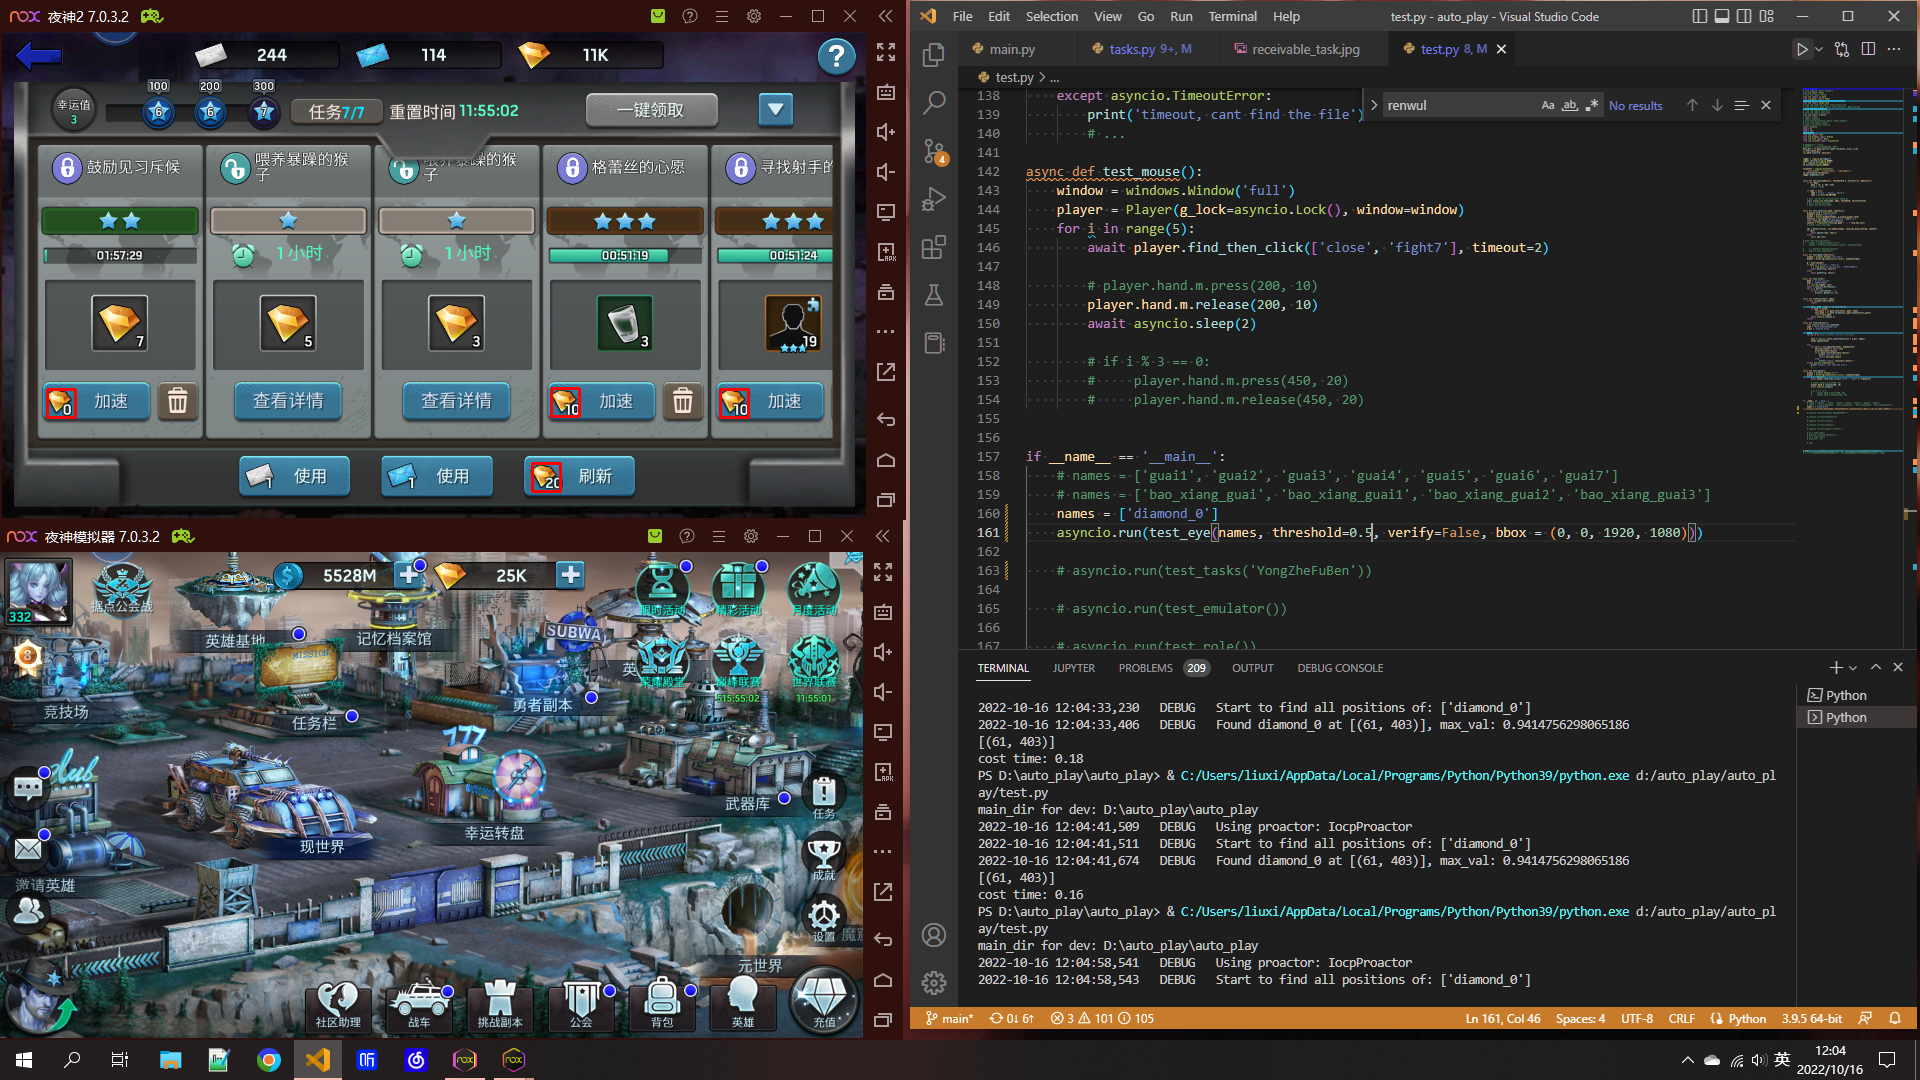 nox 夜神2 7.0.3.2
244
114
11K
?
幸运值
3
100
200
300
6
6
7
任务7/7
重置时间 11:55:02
一键领取
鼓励见习斥候
喂养暴躁的猴子
喂养暴躁的猴子
格蕾丝的心愿
寻找射手的
01:57:29
1小时
1小时
00:51:19
00:51:24
7
5
3
3
19
0
加速
查看详情
查看详情
10
加速
10
加速
1
使用
1
使用
20
刷新
nox 夜神模拟器 7.0.3.2
332
据点公会战
5528M
25K
限时活动
精彩活动
月度活动
英雄基地
记忆档案馆
SUBWAY
MISSION
8
竞技场
任务栏
勇者副本
英
荣耀殿堂
巅峰联赛
515:55:02
世界联赛
11:55:01
club
777
武器库
任务
现世界
幸运转盘
成就
邀请英雄
设置
元世界
社区助理
战车
挑战副本
公会
背包
英雄
充值
File Edit Selection View Go Run Terminal Help
test.py - auto_play - Visual Studio Code
main.py
tasks.py 9+, M
receivable_task.jpg
test.py 8, M
test.py > ...
renwul
Aa ab, .*
No results
4
138 except asyncio.TimeoutError:
139 print('timeout, cant find the file')
140 # ...
141
142 async def test_mouse():
143 window = windows.Window('full')
144 player = Player(g_lock=asyncio.Lock(), window=window)
145 for i in range(5):
146 await player.find_then_click(['close', 'fight7'], timeout=2)
147
148 # player.hand.m.press(200, 10)
149 player.hand.m.release(200, 10)
150 await asyncio.sleep(2)
151
152 # if i % 3 == 0:
153 # player.hand.m.press(450, 20)
154 # player.hand.m.release(450, 20)
155
156
157 if __name__ == '__main__':
158 # names = ['guai1', 'guai2', 'guai3', 'guai4', 'guai5', 'guai6', 'guai7']
159 # names = ['bao_xiang_guai', 'bao_xiang_guai1', 'bao_xiang_guai2', 'bao_xiang_guai3']
160 names = ['diamond_0']
161 asyncio.run(test_eye(names, threshold=0.5, verify=False, bbox = (0, 0, 1920, 1080)))
162
163 # asyncio.run(test_tasks('YongZheFuBen'))
164
165 # asyncio.run(test_emulator())
166
167 # asyncio.run(test_role())
TERMINAL JUPYTER PROBLEMS 209 OUTPUT DEBUG CONSOLE
Python
Python
2022-10-16 12:04:33,230 DEBUG Start to find all positions of: ['diamond_0']
2022-10-16 12:04:33,406 DEBUG Found diamond_0 at [(61, 403)], max_val: 0.9414756298065186
[(61, 403)]
cost time: 0.18
PS D:\auto_play\auto_play> & C:/Users/liuxi/AppData/Local/Programs/Python/Python39/python.exe d:/auto_play/auto_pl
ay/test.py
main_dir for dev: D:\auto_play\auto_play
2022-10-16 12:04:41,509 DEBUG Using proactor: IocpProactor
2022-10-16 12:04:41,511 DEBUG Start to find all positions of: ['diamond_0']
2022-10-16 12:04:41,674 DEBUG Found diamond_0 at [(61, 403)], max_val: 0.9414756298065186
[(61, 403)]
cost time: 0.16
PS D:\auto_play\auto_play> & C:/Users/liuxi/AppData/Local/Programs/Python/Python39/python.exe d:/auto_play/auto_pl
ay/test.py
main_dir for dev: D:\auto_play\auto_play
2022-10-16 12:04:58,541 DEBUG Using proactor: IocpProactor
2022-10-16 12:04:58,543 DEBUG Start to find all positions of: ['diamond_0']
main* 0↓ 6↑ 3 101 105
Ln 161, Col 46 Spaces: 4 UTF-8 CRLF Python 3.9.5 64-bit
英
12:04
2022/10/16